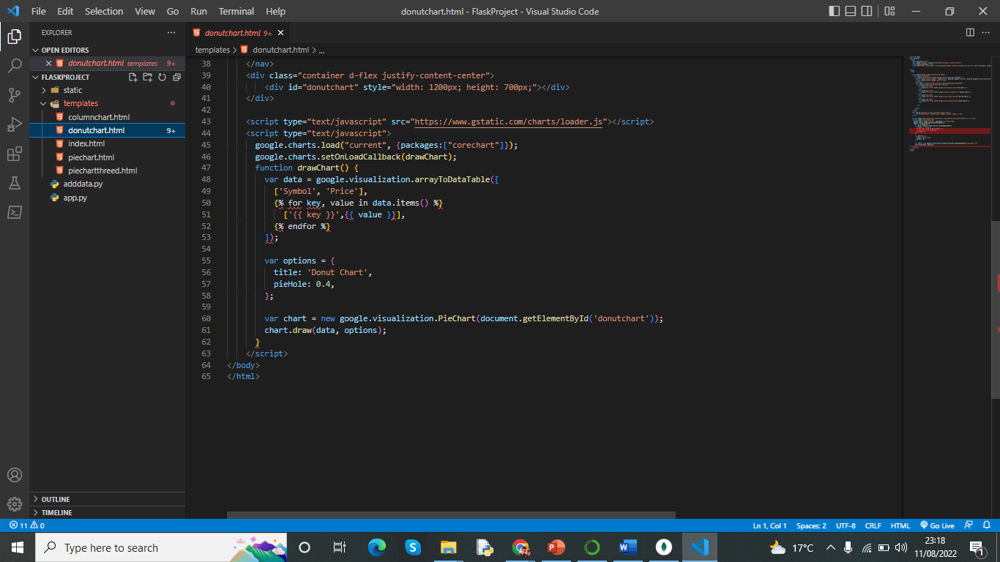 File Edit Selection View Go Run Terminal Help donutchart.html - FlaskProject - Visual Studio Code
EXPLORER
OPEN EDITORS
donutchart.html templates 9+
FLASKPROJECT
static
templates
columnchart.html
donutchart.html 9+
index.html
piechart.html
piechartthreed.html
adddata.py
app.py
OUTLINE
TIMELINE
donutchart.html 9+
templates > donutchart.html > ...
38 </nav>
39 <div class="container d-flex justify-content-center">
40 <div id="donutchart" style="width: 1200px; height: 700px;"></div>
41 </div>
42
43 <script type="text/javascript" src="https://www.gstatic.com/charts/loader.js"></script>
44 <script type="text/javascript">
45 google.charts.load("current", {packages:["corechart"]});
46 google.charts.setOnLoadCallback(drawChart);
47 function drawChart() {
48 var data = google.visualization.arrayToDataTable([
49 ['Symbol', 'Price'],
50 {% for key, value in data.items() %}
51 ['{{ key }}',{{ value }}],
52 {% endfor %}
53 ]);
54
55 var options = {
56 title: 'Donut Chart',
57 pieHole: 0.4,
58 };
59
60 var chart = new google.visualization.PieChart(document.getElementById('donutchart'));
61 chart.draw(data, options);
62 }
63 </script>
64 </body>
65 </html>
11 0 Ln 1, Col 1 Spaces: 2 UTF-8 CRLF HTML Go Live
Type here to search
17°C
23:18
11/08/2022
1